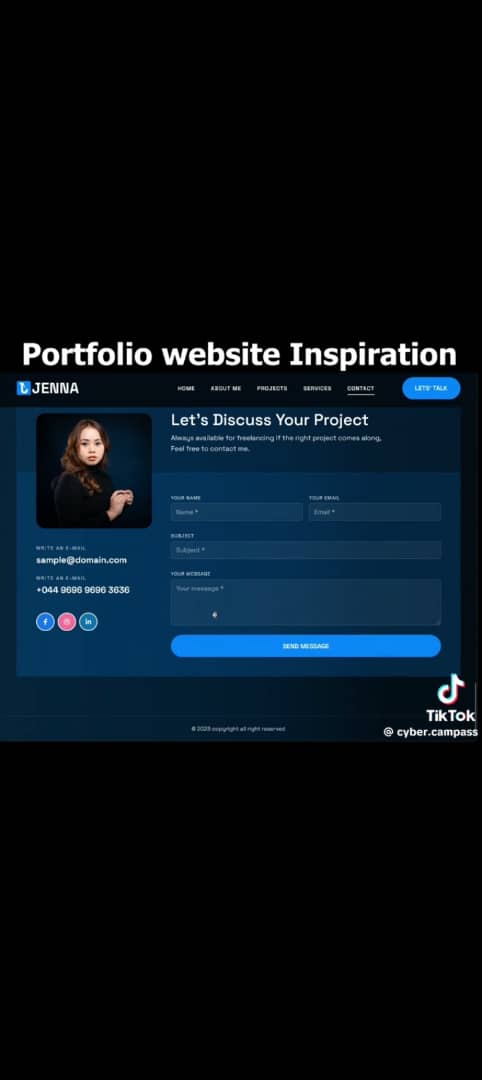 Portfolio website Inspiration
JENNA
HOME ABOUT ME PROJECTS SERVICES CONTACT LETS' TALK
Let's Discuss Your Project
Always available for freelancing if the right project comes along,
Feel free to contact me.
YOUR NAME YOUR EMAIL
Name * Email *
SUBJECT
Subject *
YOUR MESSAGE
Your message *
SEND MESSAGE
WRITE AN E-MAIL
sample@domain.com
WRITE AN E-MAIL
+044 9696 9696 3636
f
in
© 2025 copyright all right reserved
TikTok
@ cyber.campass